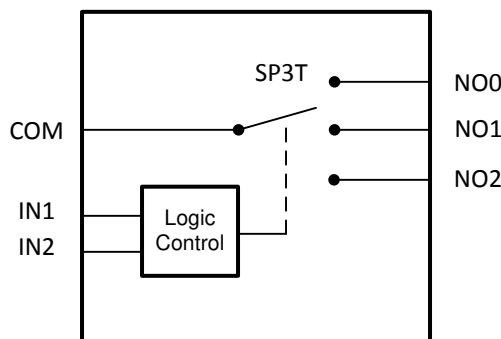 SP3T
NO0
COM
NO1
NO2
IN1
IN2
Logic
Control